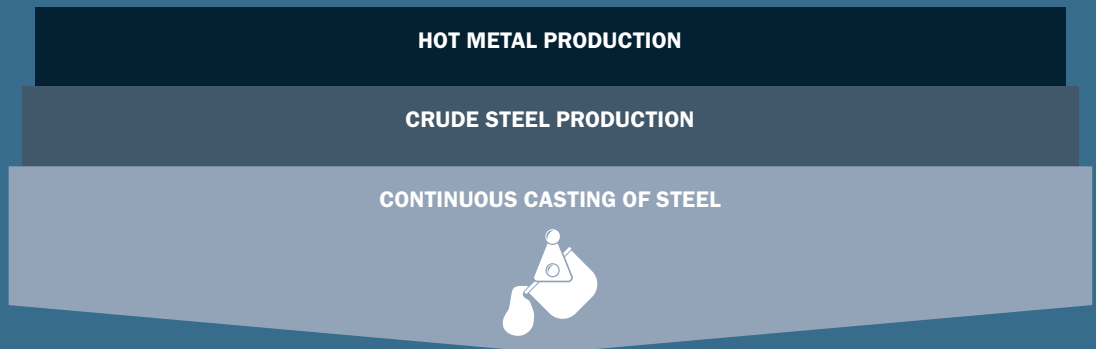 HOT METAL PRODUCTION
CRUDE STEEL PRODUCTION
CONTINUOUS CASTING OF STEEL